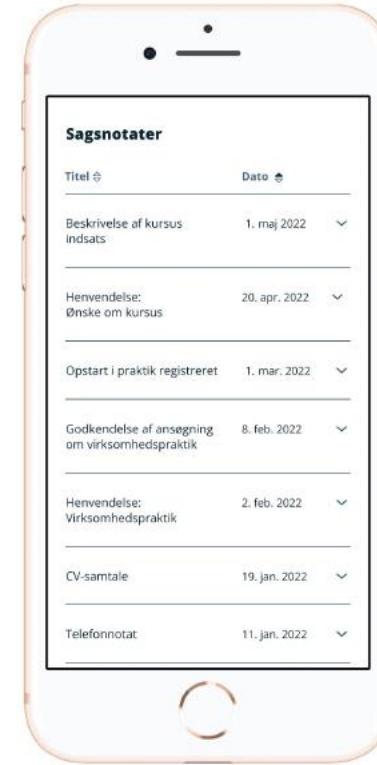 Sagsnotater
Titel Dato
Beskrivelse af kursus indsats 1. maj 2022
Henvendelse: Ønske om kursus 20. apr. 2022
Opstart i praktik registreret 1. mar. 2022
Godkendelse af ansøgning om virksomhedspraktik 8. feb. 2022
Henvendelse: Virksomhedspraktik 2. feb. 2022
CV-samtale 19. jan. 2022
Telefonnotat 11. jan. 2022